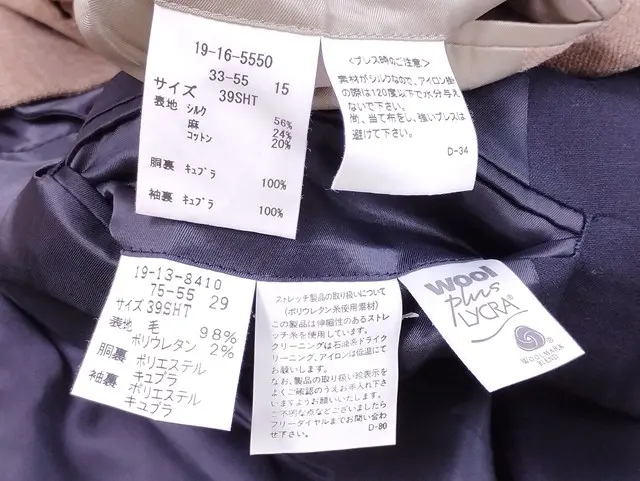 19-16-5550
33-55 15
サイズ 39SHT
表地 シルク 56%
麻 24%
コットン 20%
胴裏 キュプラ 100%
袖裏 キュプラ 100%
<プレス時のご注意>
素材がシルクなので、アイロン掛
の際は120度以下で水分与え
ないで下さい。
尚、当て布をし、強いプレスは
避けて下さい。
D-34
19-13-8410
75-55 29
サイズ 39SHT
表地 毛 98%
ポリウレタン 2%
胴裏 ポリエステル
キュプラ
袖裏 ポリエステル
キュプラ
ストレッチ製品の取り扱いについて
(ポリウレタン糸使用素材)
この製品は伸縮性のあるストレッ
チ糸を使用しています。
クリーニングは石油系ドライク
リーニング、アイロンは低温にて
お願いします。
なお、製品の取り扱い絵表示を
よくご確認のうえお手入れ下さ
いますようお願いいたします。
ご不明な点などございましたら
フリーダイヤルまでお問い合わ
せ下さい。
D-80
wool
plus
LYCRA®
WOOLMARK
BLEND